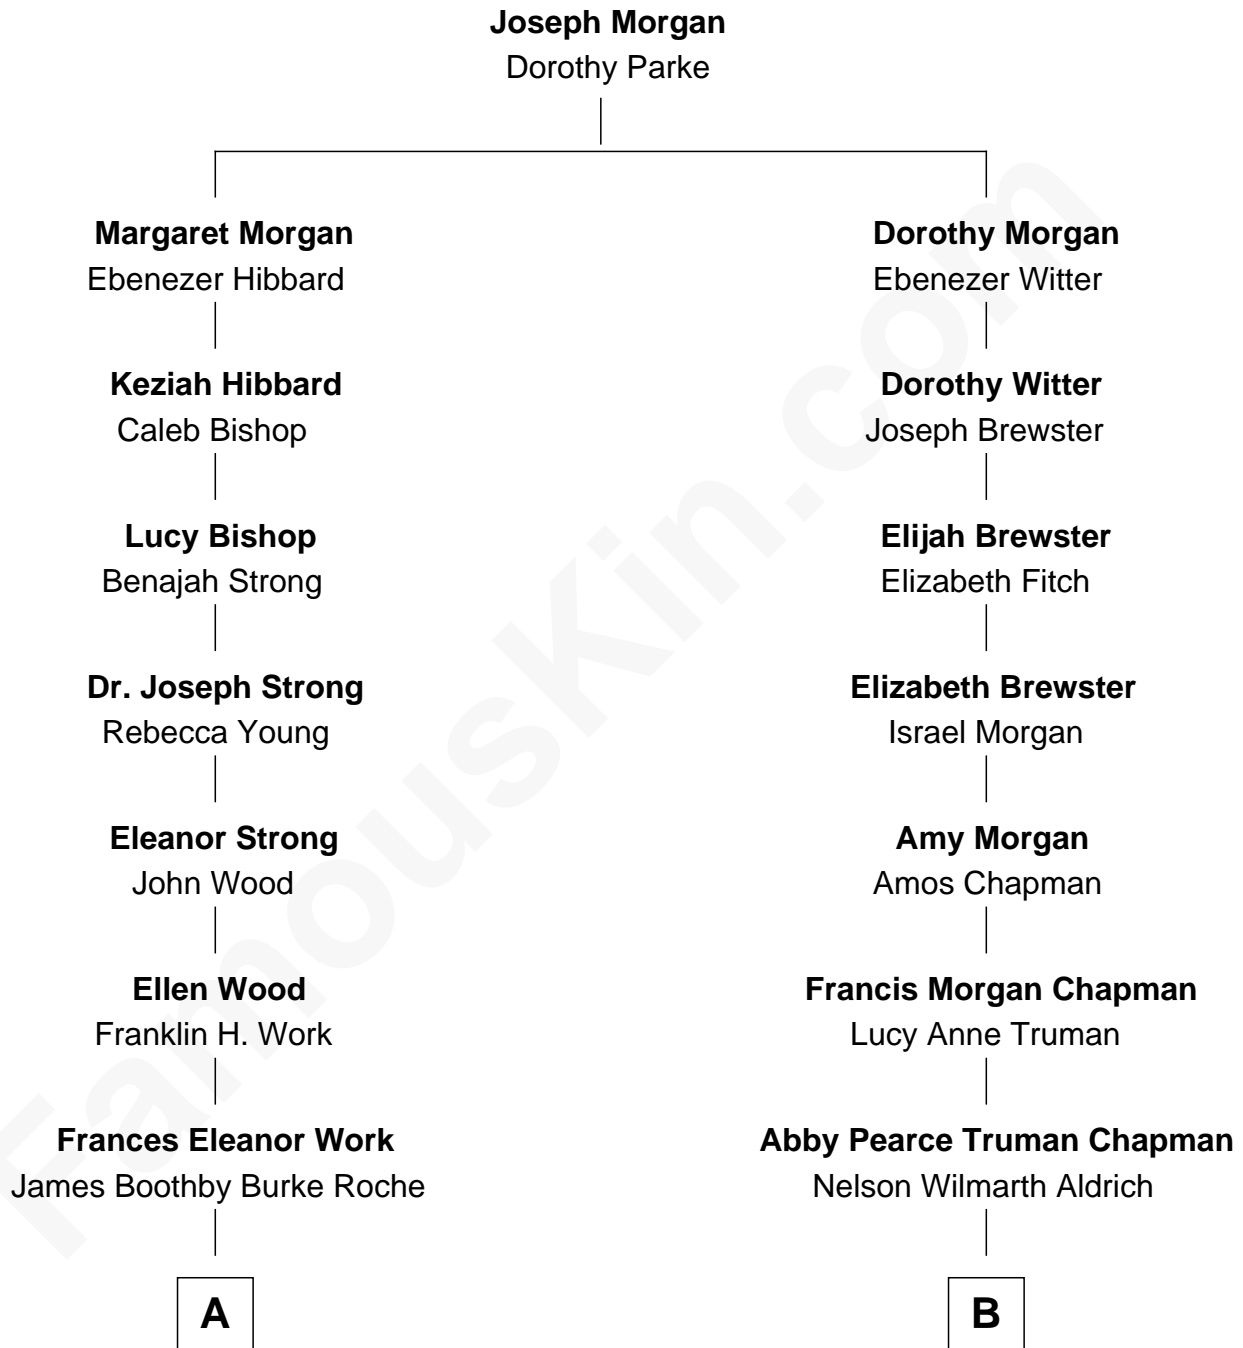 Joseph Morgan
Dorothy Parke
Margaret Morgan
Ebenezer Hibbard
Keziah Hibbard
Caleb Bishop
Lucy Bishop
Benajah Strong
Dr. Joseph Strong
Rebecca Young
Eleanor Strong
John Wood
Ellen Wood
Franklin H. Work
Frances Eleanor Work
James Boothby Burke Roche
A
Dorothy Morgan
Ebenezer Witter
Dorothy Witter
Joseph Brewster
Elijah Brewster
Elizabeth Fitch
Elizabeth Brewster
Israel Morgan
Amy Morgan
Amos Chapman
Francis Morgan Chapman
Lucy Anne Truman
Abby Pearce Truman Chapman
Nelson Wilmarth Aldrich
B
FamousKin.com